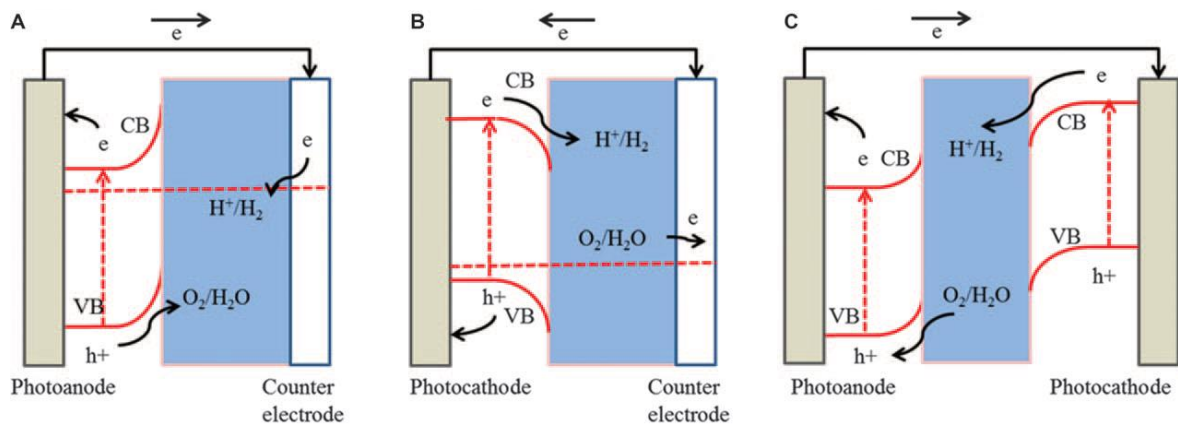 A
e
e
CB
e
H⁺/H₂
VB
O₂/H₂O
h+
Photoanode
Counter
electrode
B
e
CB
e
H⁺/H₂
O₂/H₂O
e
h+
VB
Photocathode
Counter
electrode
C
e
e
CB
H⁺/H₂
e
CB
VB
O₂/H₂O
h+
VB
h+
Photoanode
Photocathode